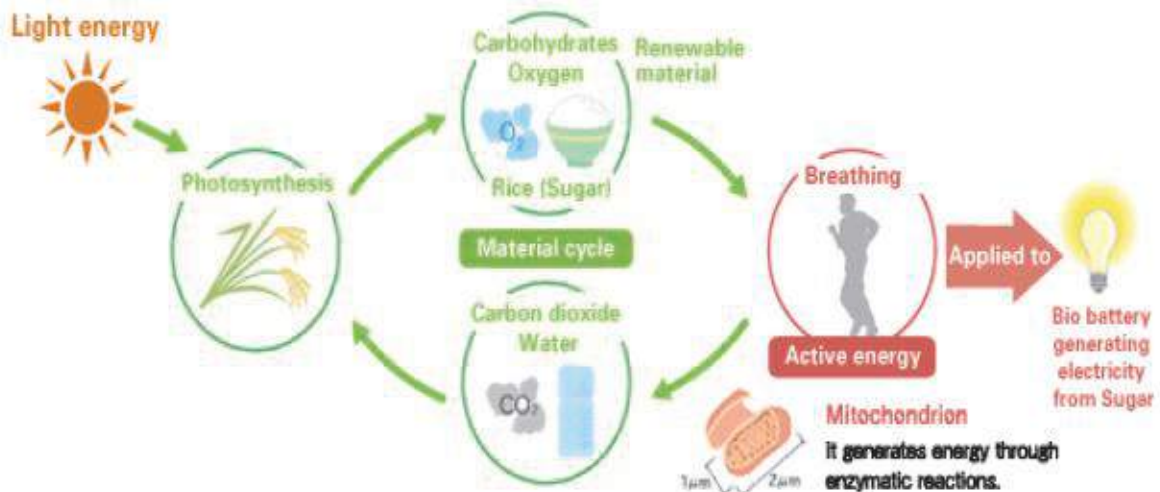 Light energy
Photosynthesis
Carbohydrates
Oxygen
Renewable
material
O2
Rice (Sugar)
Material cycle
Carbon dioxide
Water
CO2
Breathing
Active energy
Applied to
Bio battery
generating
electricity
from Sugar
Mitochondrion
It generates energy through
enzymatic reactions.
1μm
2μm